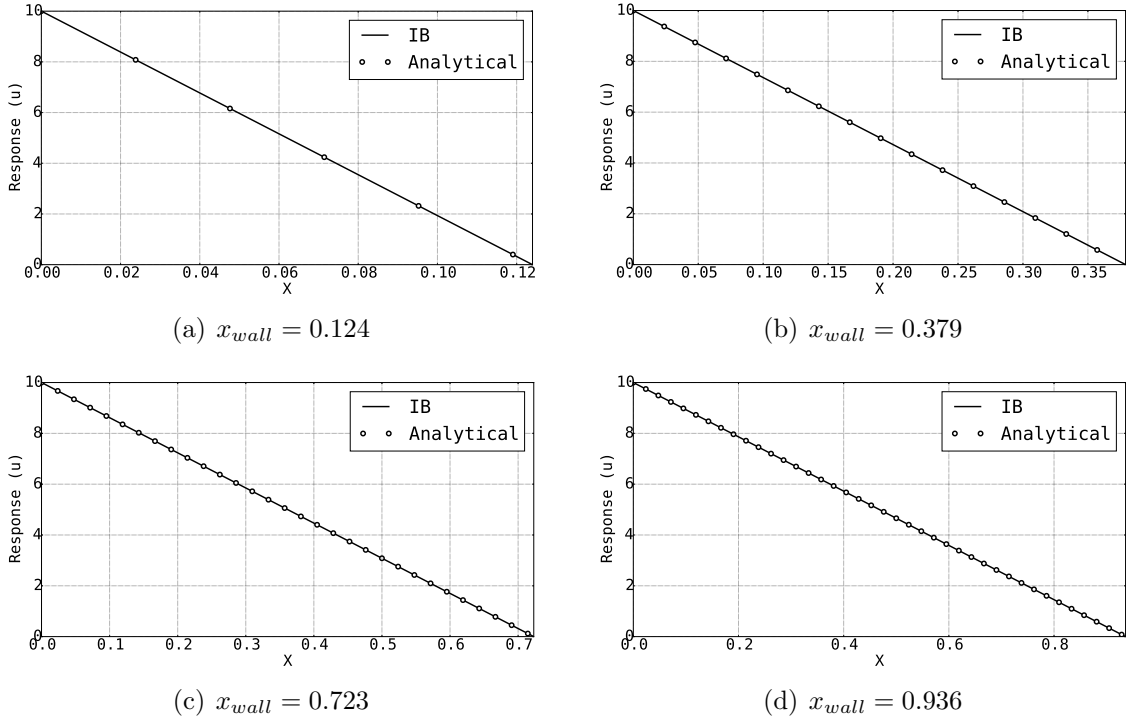 10
8
6
4
2
0
Response (u)
IB
Analytical
0.00 0.02 0.04 0.06 0.08 0.10 0.12
X
(a) x_wall = 0.124
10
8
6
4
2
0
Response (u)
IB
Analytical
0.00 0.05 0.10 0.15 0.20 0.25 0.30 0.35
X
(b) x_wall = 0.379
10
8
6
4
2
0
Response (u)
IB
Analytical
0.0 0.1 0.2 0.3 0.4 0.5 0.6 0.7
X
(c) x_wall = 0.723
10
8
6
4
2
0
Response (u)
IB
Analytical
0.0 0.2 0.4 0.6 0.8
X
(d) x_wall = 0.936